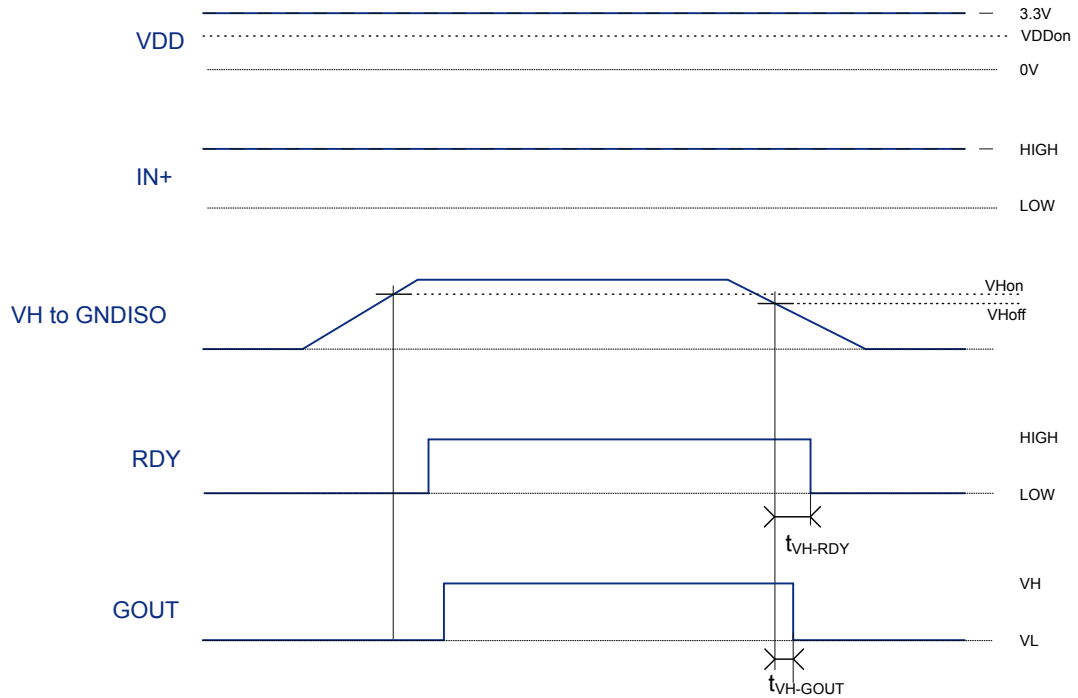 3.3V
VDD
VDDon
0V
HIGH
IN+
LOW
VHon
VH to GNDISO
VHoff
HIGH
RDY
LOW
tVH-RDY
VH
GOUT
VL
tVH-GOUT